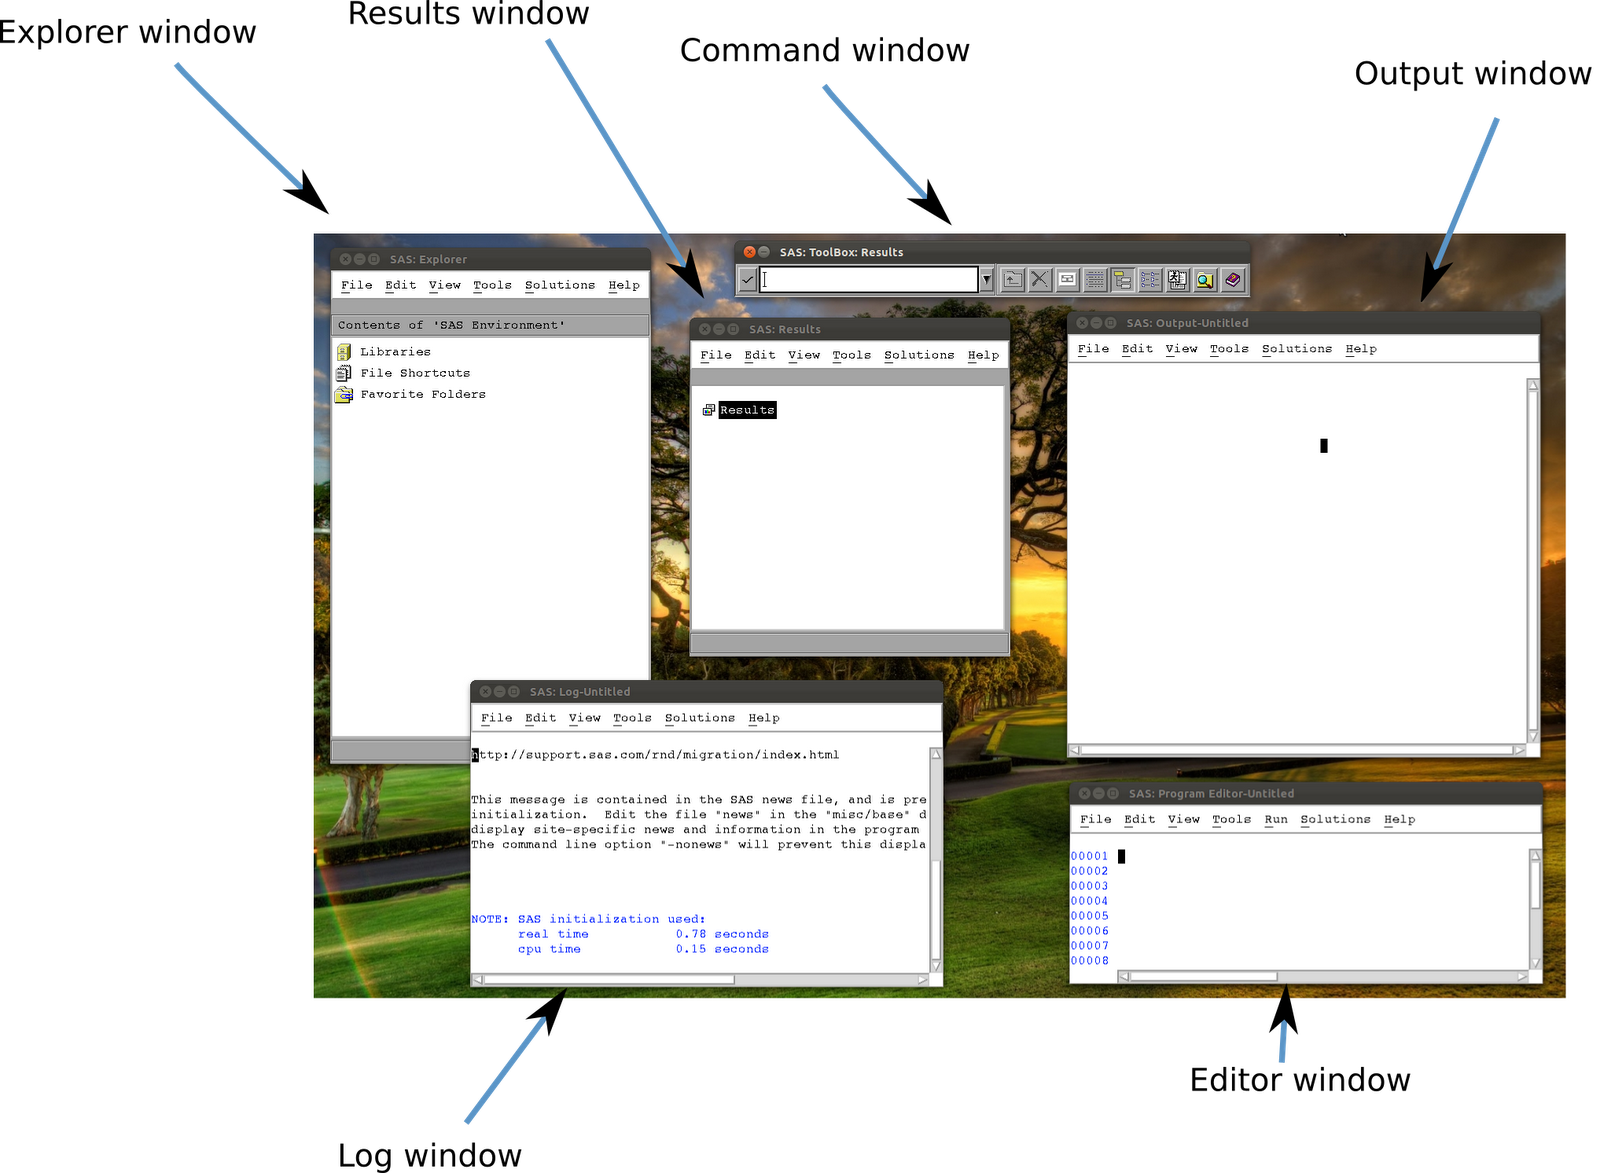 Explorer window
Results window
Command window
Output window
SAS: Explorer
File Edit View Tools Solutions Help
Contents of 'SAS Environment'
Libraries
File Shortcuts
Favorite Folders
SAS: ToolBox: Results
SAS: Results
File Edit View Tools Solutions Help
Results
SAS: Output-Untitled
File Edit View Tools Solutions Help
SAS: Log-Untitled
File Edit View Tools Solutions Help
http://support.sas.com/rnd/migration/index.html
This message is contained in the SAS news file, and is pre
initialization.  Edit the file "news" in the "misc/base" d
display site-specific news and information in the program
The command line option "-nonews" will prevent this displa
NOTE: SAS initialization used:
real time 0.78 seconds
cpu time 0.15 seconds
SAS: Program Editor-Untitled
File Edit View Tools Run Solutions Help
00001
00002
00003
00004
00005
00006
00007
00008
Log window
Editor window